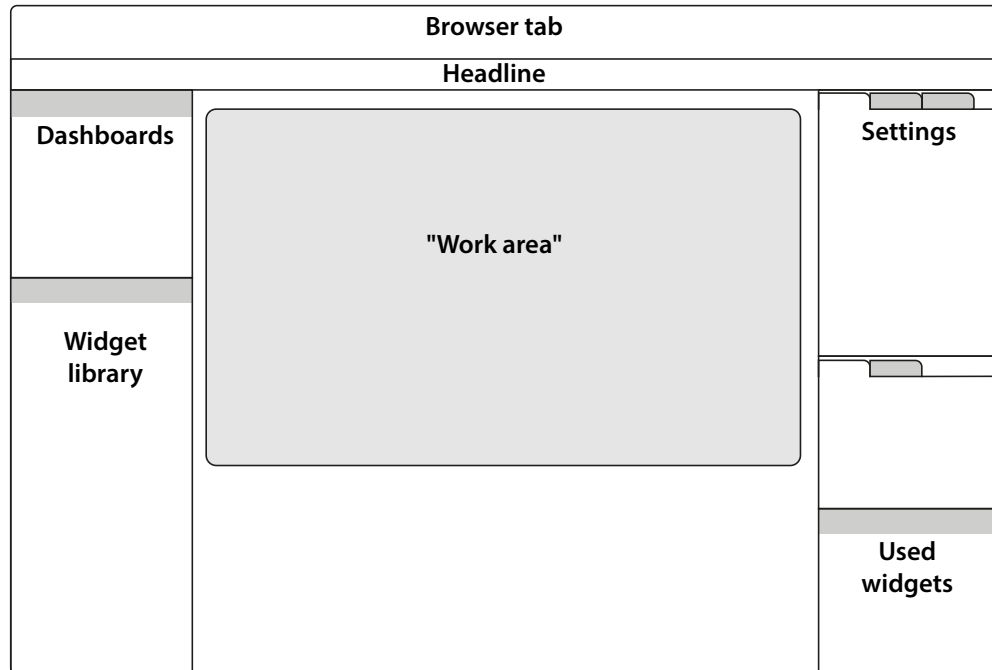 Browser tab
Headline
Dashboards
Settings
"Work area"
Widget
library
Used
widgets